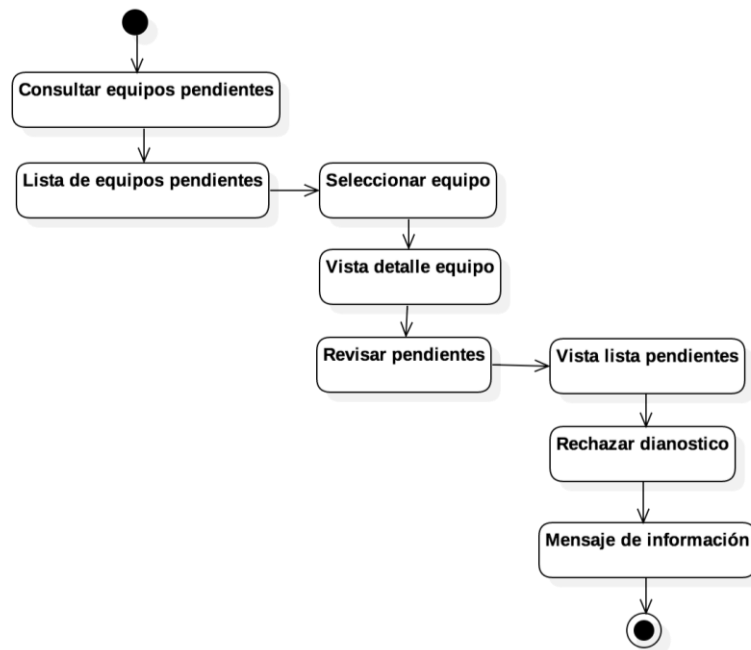 Consultar equipos pendientes
Lista de equipos pendientes
Seleccionar equipo
Vista detalle equipo
Revisar pendientes
Vista lista pendientes
Rechazar dianostico
Mensaje de información